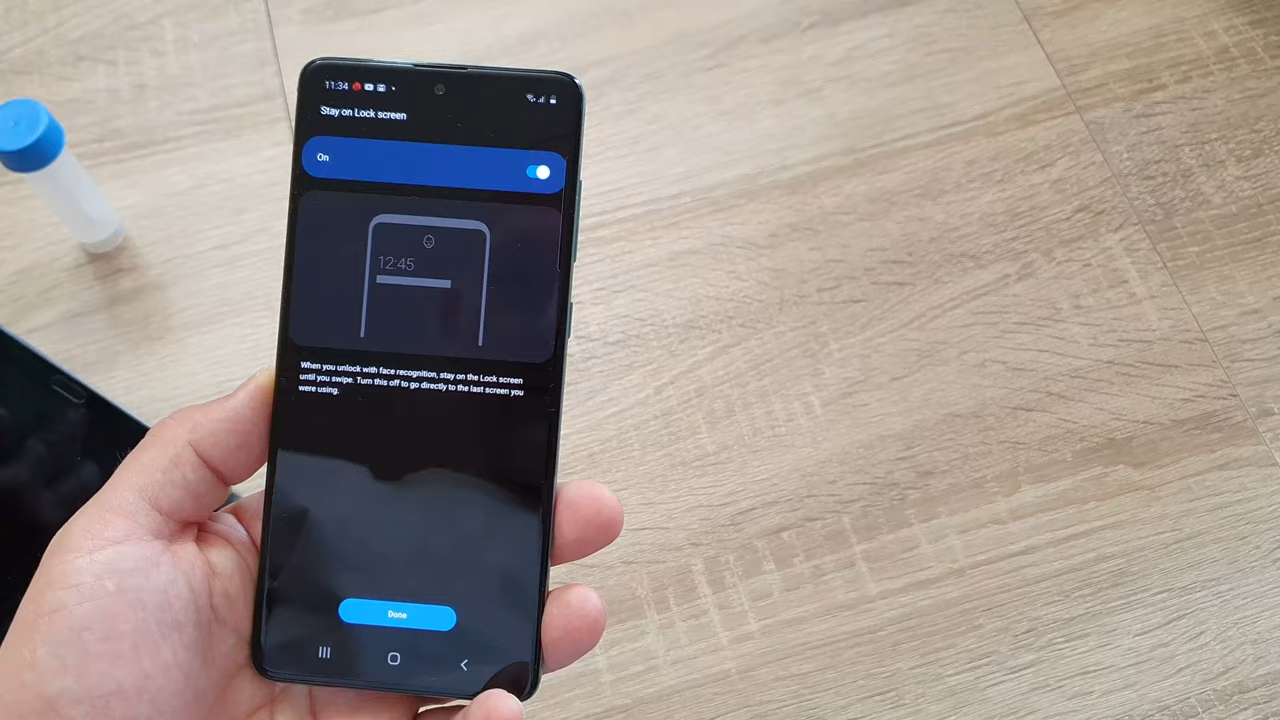 11:34
Stay on Lock screen
On
12:45
When you unlock with face recognition, stay on the Lock screen
until you swipe. Turn this off to go directly to the last screen you
were using.
Done